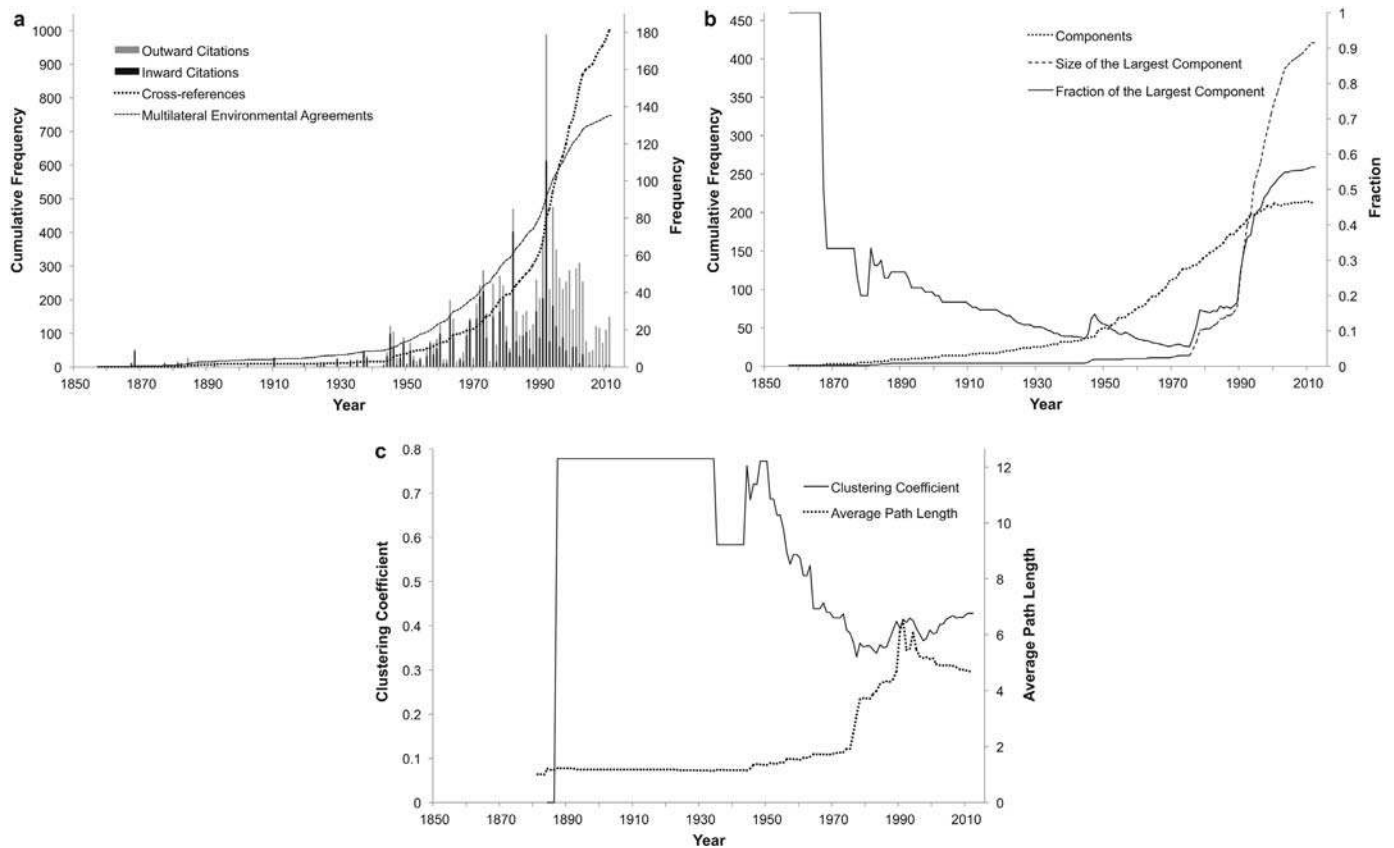 a
Outward Citations
Inward Citations
Cross-references
Multilateral Environmental Agreements
Cumulative Frequency
1000
900
800
700
600
500
400
300
200
100
0
180
160
140
120
100
80
60
40
20
0
Frequency
1850 1870 1890 1910 1930 1950 1970 1990 2010
Year
b
Components
Size of the Largest Component
Fraction of the Largest Component
Cumulative Frequency
450
400
350
300
250
200
150
100
50
0
1
0.9
0.8
0.7
0.6
0.5
0.4
0.3
0.2
0.1
0
Fraction
1850 1870 1890 1910 1930 1950 1970 1990 2010
Year
c
Clustering Coefficient
Average Path Length
Clustering Coefficient
0.8
0.7
0.6
0.5
0.4
0.3
0.2
0.1
0
12
10
8
6
4
2
0
Average Path Length
1850 1870 1890 1910 1930 1950 1970 1990 2010
Year